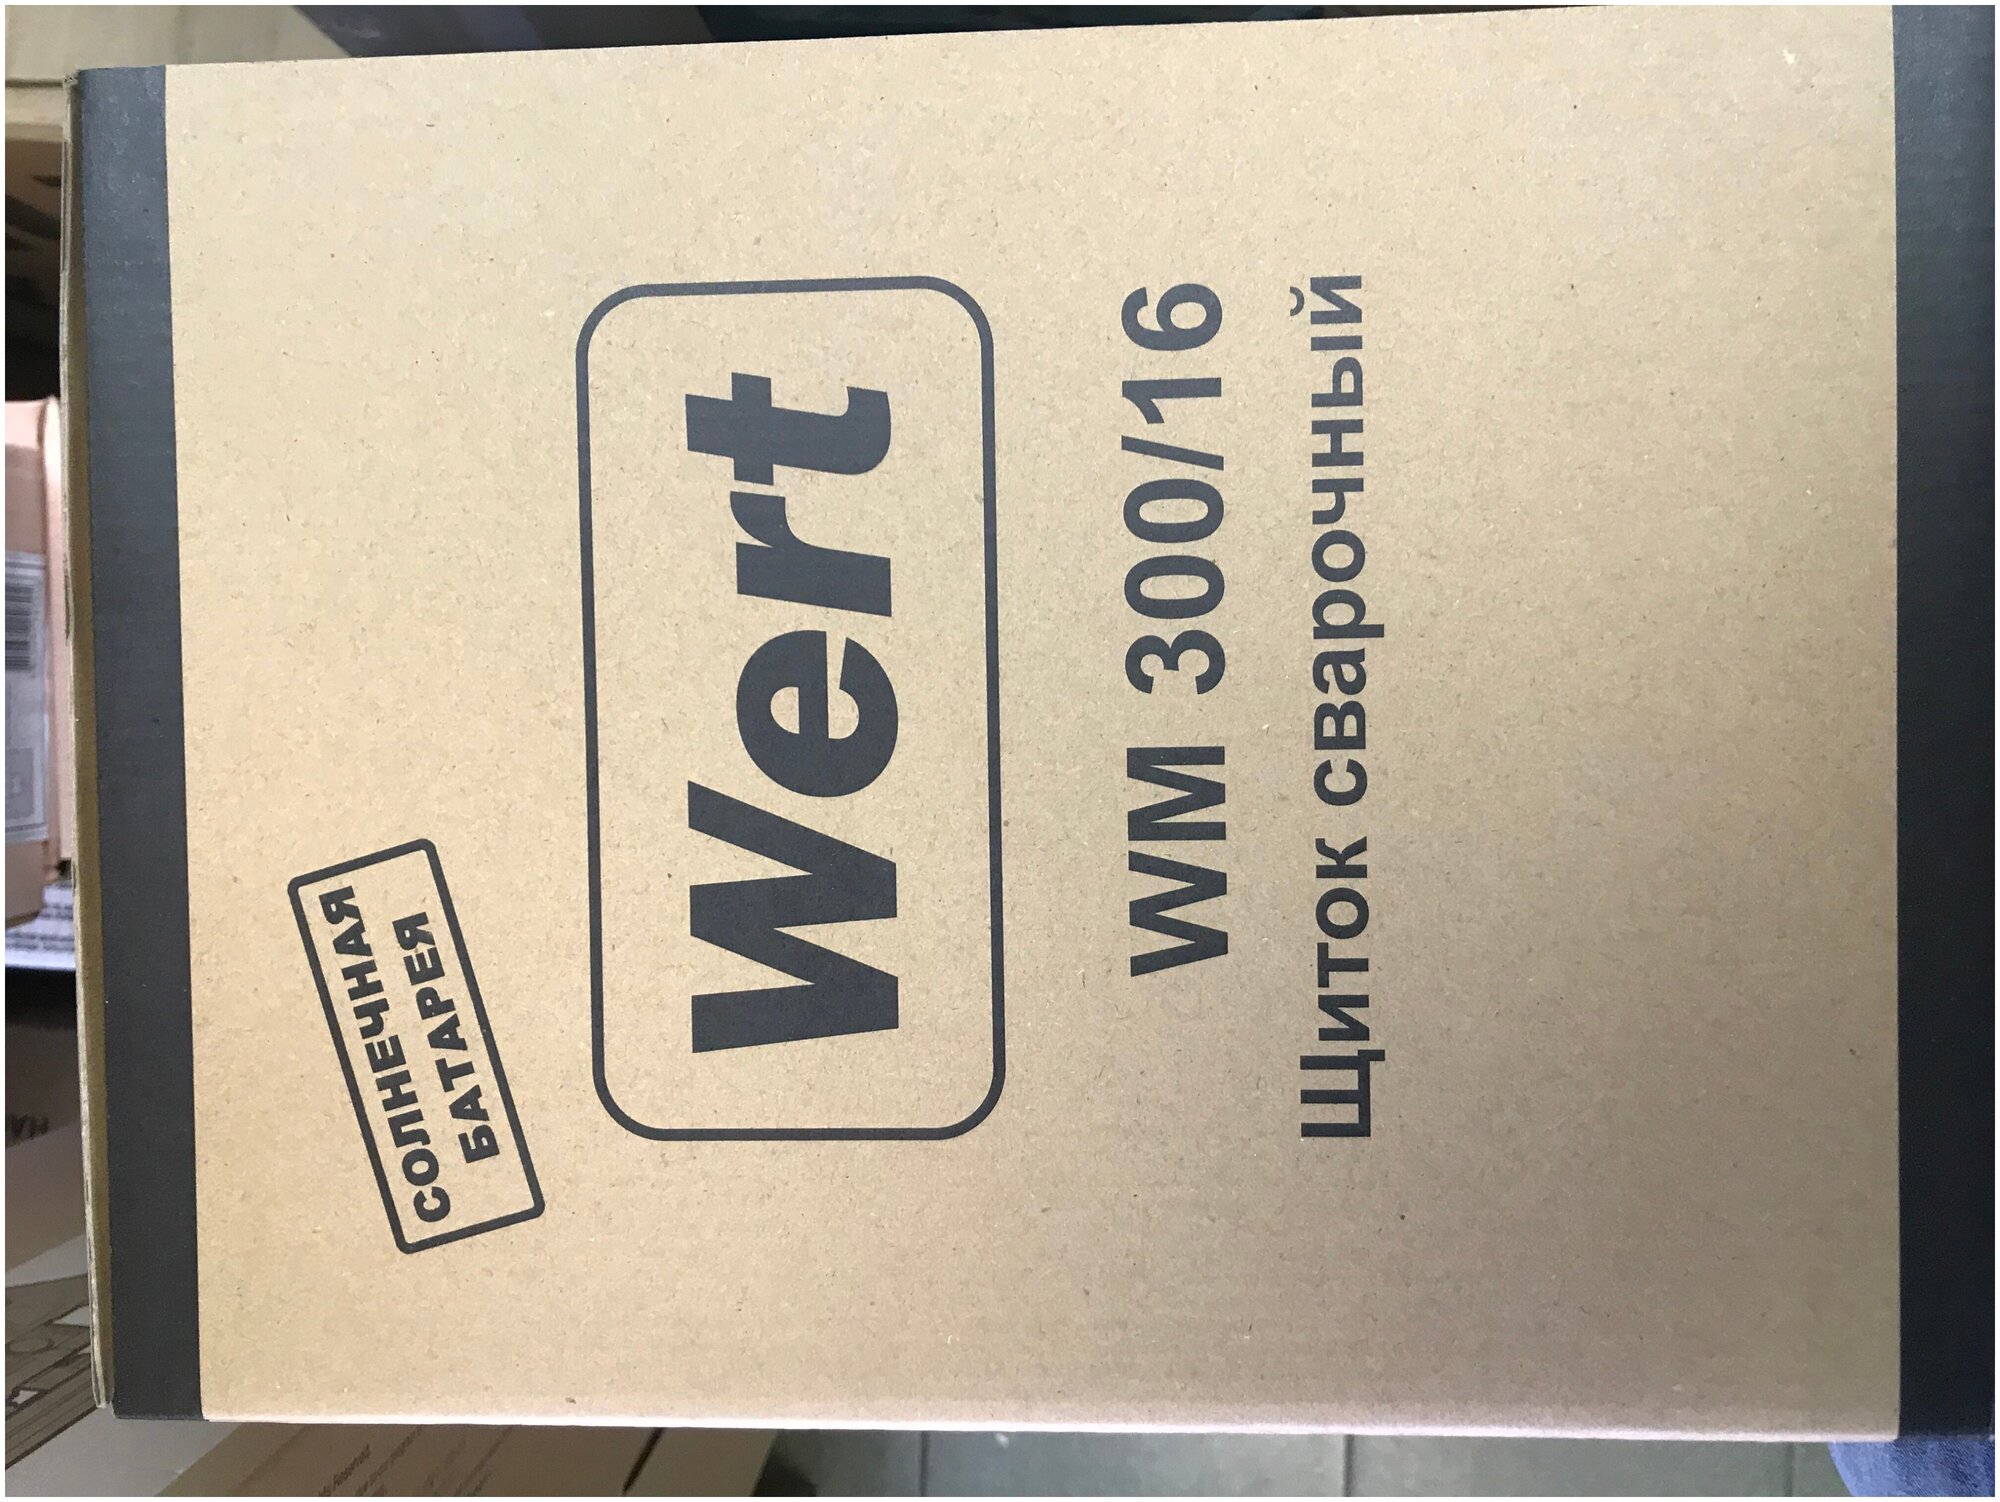 СОЛНЕЧНАЯ
БАТАРЕЯ
Wert
WM 300/16
Щиток сварочный